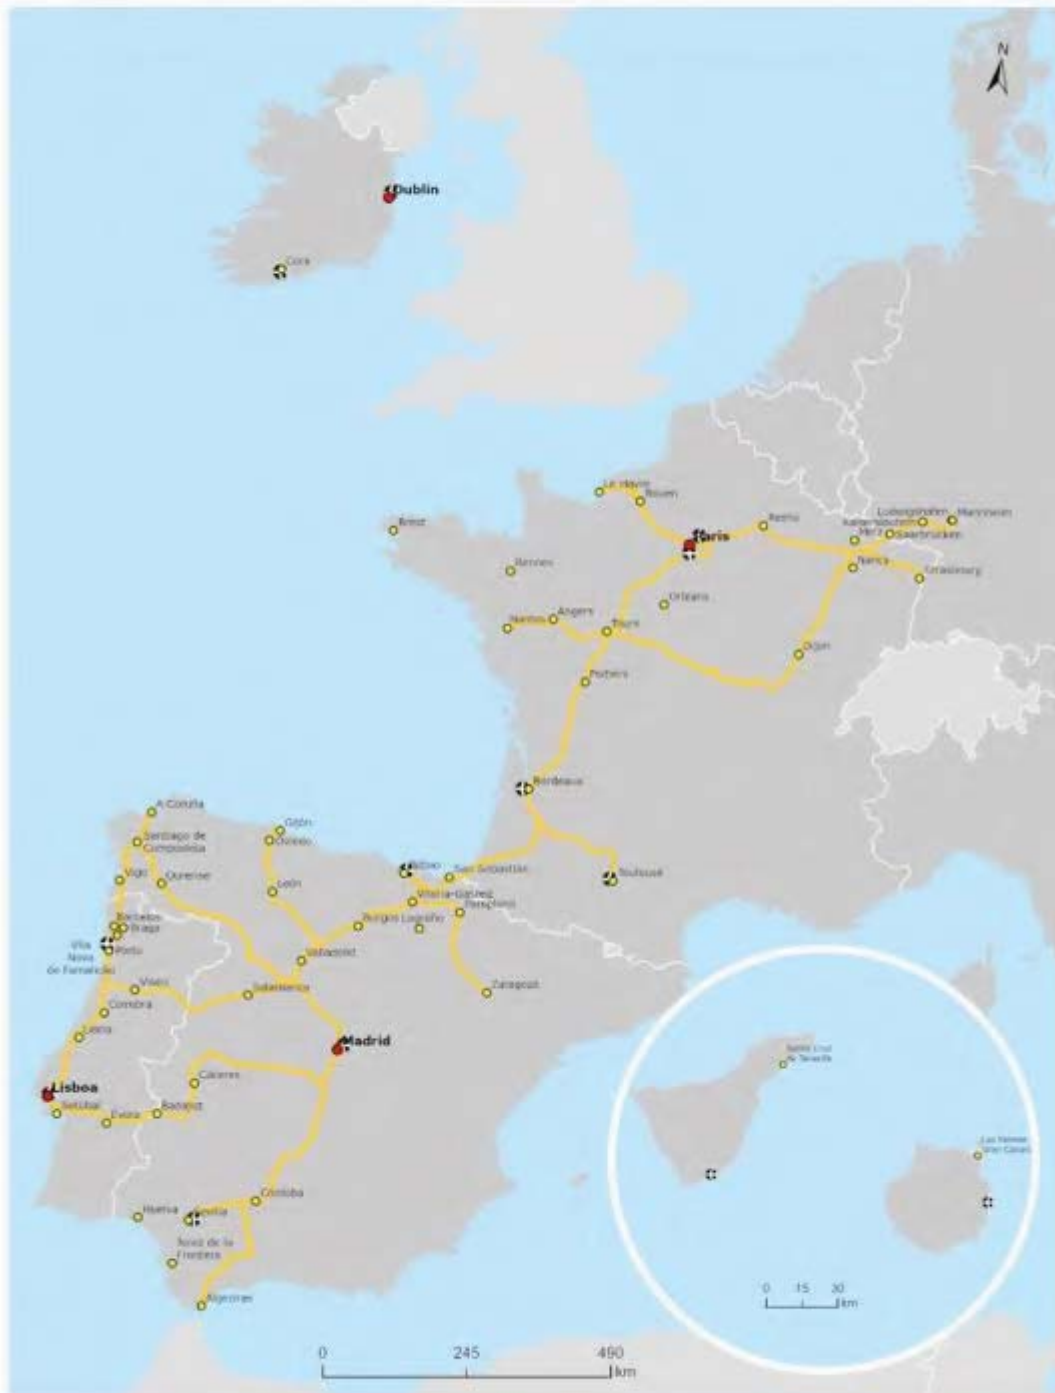 N
Dublin
Cork
Le Havre
Rouen
Reims
Paris
Brest
Rennes
Ludwigshafen
Mannheim
Kaiserslautern
Metz
Saarbrücken
Nancy
Strasbourg
Orléans
Nantes
Angers
Tours
Dijon
Poitiers
Bordeaux
Toulouse
A Coruña
Santiago de
Compostela
Gijón
Oviedo
Bilbao
San Sebastián
Vigo
Ourense
León
Vitoria-Gasteiz
Pamplona
Burgos
Logroño
Barcelos
Braga
Vila
Nova
de Famalicão
Porto
Valladolid
Viseu
Salamanca
Zaragoza
Coimbra
Leiria
Madrid
Lisboa
Cáceres
Setúbal
Évora
Badajoz
Córdoba
Huelva
Sevilla
Jerez de la
Frontera
Algeciras
Santa Cruz
de Tenerife
Las Palmas
Gran Canaria
0 15 30
km
0 245 490
km